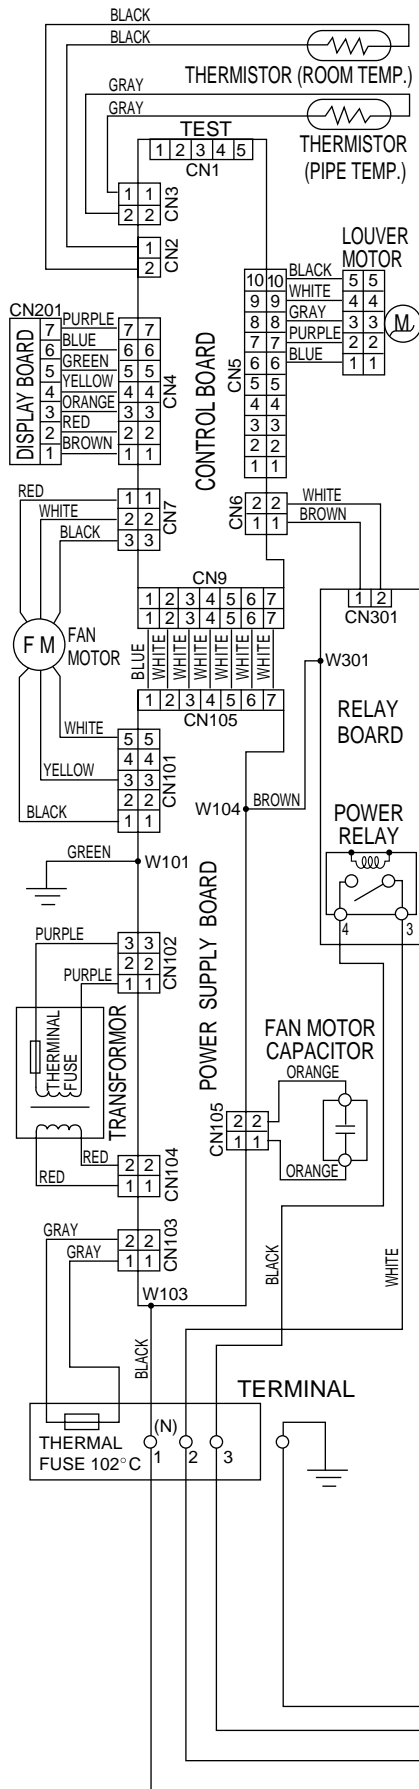 BLACK
BLACK
THERMISTOR (ROOM TEMP.)
GRAY
GRAY
TEST
1 2 3 4 5
CN1
THERMISTOR
(PIPE TEMP.)
1 1
2 2
CN3
1
2
CN2
LOUVER
MOTOR
10 10 BLACK 5 5
9 9 WHITE 4 4
8 8 GRAY 3 3
7 7 PURPLE 2 2
6 6 BLUE 1 1
5 5
4 4
3 3
2 2
1 1
CN5
M
CN201
DISPLAY BOARD
7 PURPLE 7 7
6 BLUE 6 6
5 GREEN 5 5
4 YELLOW 4 4
3 ORANGE 3 3
2 RED 2 2
1 BROWN 1 1
CN4
CONTROL BOARD
RED 1 1
WHITE 2 2
BLACK 3 3
CN7
CN6
2 2 WHITE
1 1 BROWN
1 2
CN301
CN9
1 2 3 4 5 6 7
1 2 3 4 5 6 7
BLUE
WHITE
WHITE
WHITE
WHITE
WHITE
WHITE
1 2 3 4 5 6 7
CN105
F M
FAN
MOTOR
W301
RELAY
BOARD
WHITE 5 5
4 4
YELLOW 3 3
2 2
BLACK 1 1
CN101
W104
BROWN
POWER
RELAY
4
3
GREEN
W101
POWER SUPPLY BOARD
PURPLE 3 3
2 2
PURPLE 1 1
CN102
THERMINAL
FUSE
TRANSFORMOR
RED 2 2
RED 1 1
CN104
FAN MOTOR
CAPACITOR
ORANGE
CN105
2 2
1 1
ORANGE
GRAY 2 2
GRAY 1 1
CN103
BLACK
WHITE
W103
BLACK
TERMINAL
THERMAL
FUSE 102°C
(N)
1
2
3